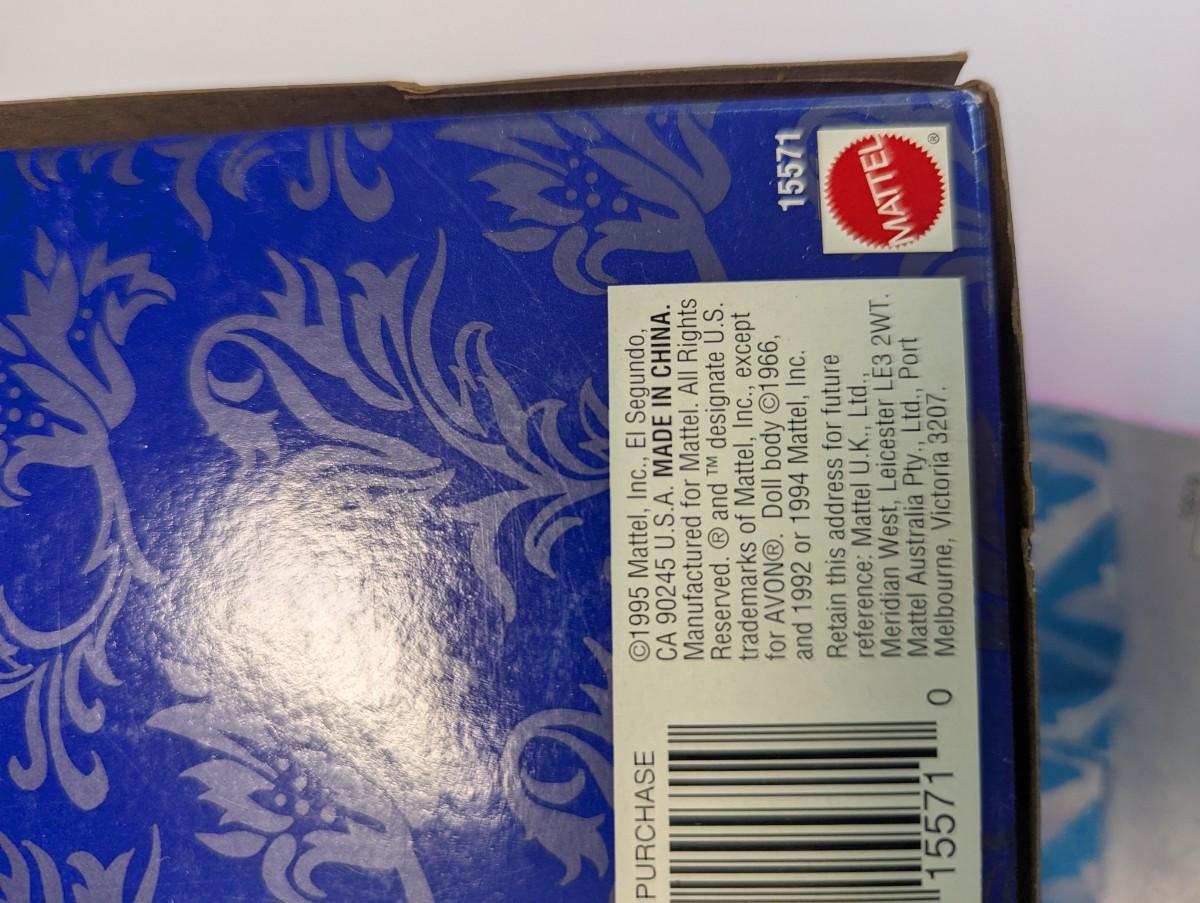 15571
MATTEL
®
©1995 Mattel, Inc., El Segundo,
CA 90245 U.S.A. MADE IN CHINA.
Manufactured for Mattel. All Rights
Reserved. ® and ™ designate U.S.
trademarks of Mattel, Inc., except
for AVON®. Doll body ©1966,
and 1992 or 1994 Mattel, Inc.
Retain this address for future
reference: Mattel U.K., Ltd.,
Meridian West, Leicester LE3 2WT.
Mattel Australia Pty., Ltd., Port
Melbourne, Victoria 3207.
PURCHASE
15571 0